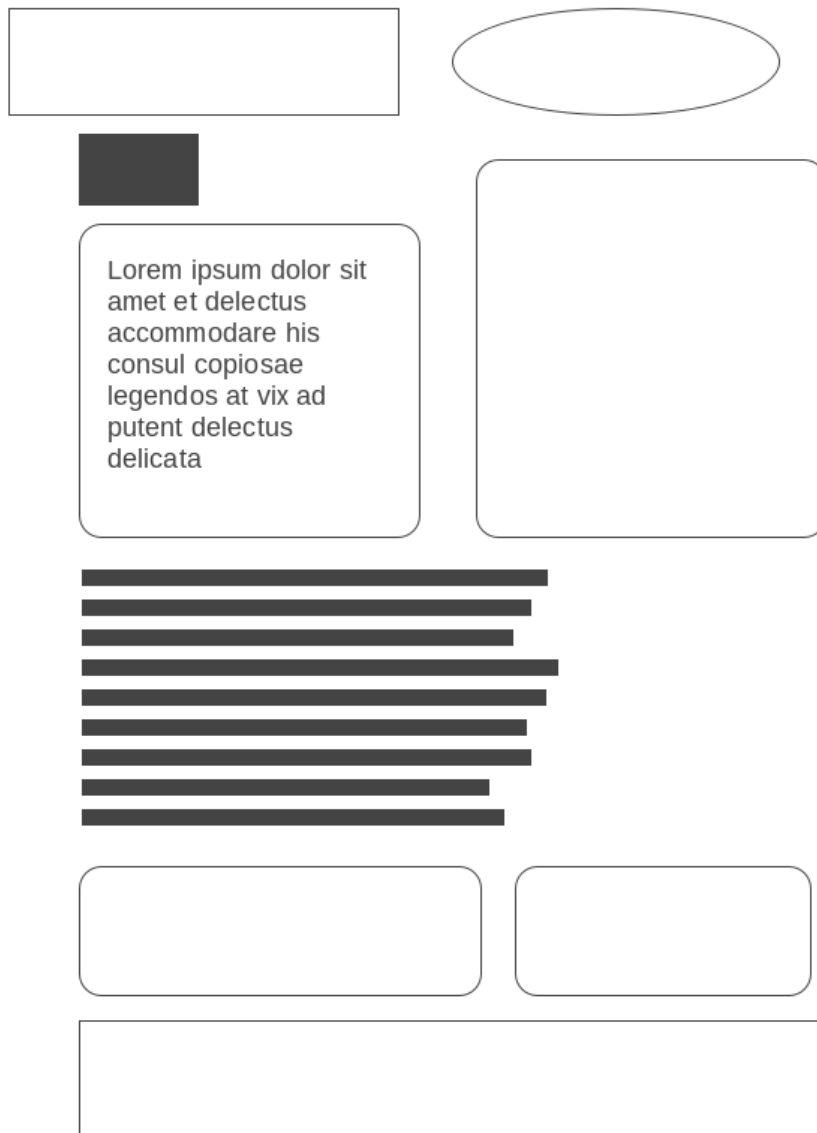 Lorem ipsum dolor sit
amet et delectus
accommodare his
consul copiosae
legendos at vix ad
putent delectus
delicata